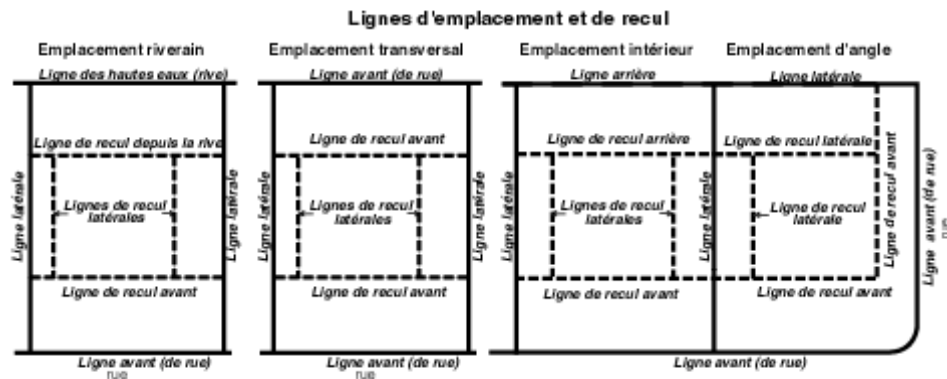 Lignes d'emplacement et de recul
Emplacement riverain
Ligne des hautes eaux (rive)
Ligne de recul depuis la rive
Ligne latérale
Lignes de recul
latérales
Ligne latérale
Ligne de recul avant
Ligne avant (de rue)
rue
Emplacement transversal
Ligne avant (de rue)
Ligne de recul avant
Ligne latérale
Lignes de recul
latérales
Ligne latérale
Ligne de recul avant
Ligne avant (de rue)
rue
Emplacement intérieur
Ligne arrière
Ligne de recul arrière
Ligne latérale
Lignes de recul
latérales
Ligne latérale
Ligne de recul avant
Emplacement d'angle
Ligne latérale
Ligne de recul latérale
Ligne de recul
latérale
Ligne de recul avant
Ligne avant (de rue)
rue
Ligne de recul avant
Ligne avant (de rue)